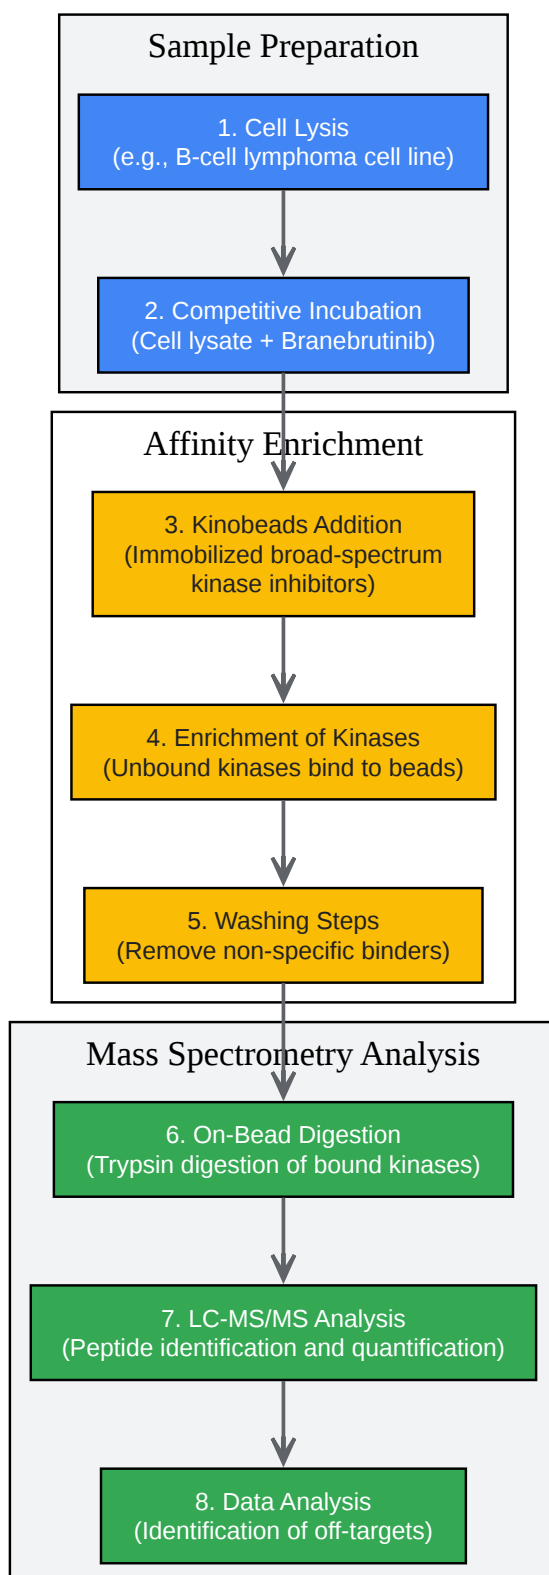 Sample Preparation
1. Cell Lysis
(e.g., B-cell lymphoma cell line)
2. Competitive Incubation
(Cell lysate + Branebrutinib)
Affinity Enrichment
3. Kinobeads Addition
(Immobilized broad-spectrum
kinase inhibitors)
4. Enrichment of Kinases
(Unbound kinases bind to beads)
5. Washing Steps
(Remove non-specific binders)
Mass Spectrometry Analysis
6. On-Bead Digestion
(Trypsin digestion of bound kinases)
7. LC-MS/MS Analysis
(Peptide identification and quantification)
8. Data Analysis
(Identification of off-targets)